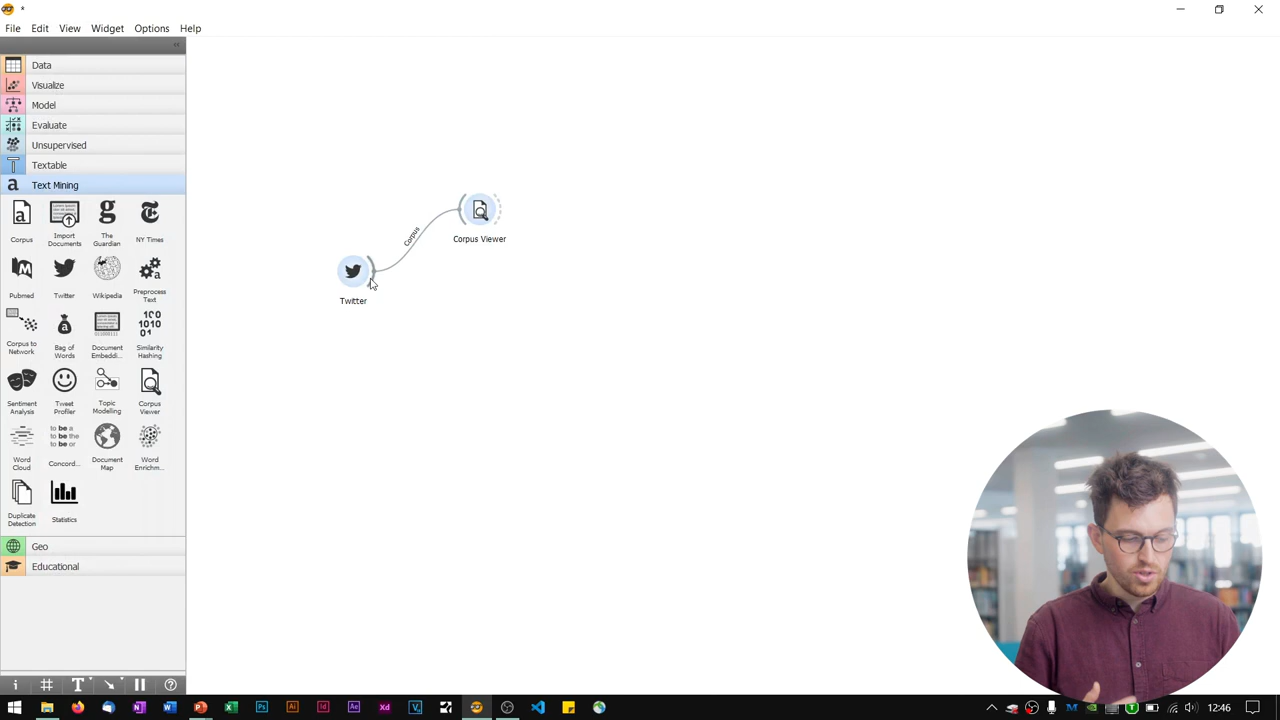 *
File Edit View Widget Options Help
Data
Visualize
Model
Evaluate
Unsupervised
Textable
Text Mining
Corpus
Import
Documents
The
Guardian
NY Times
Pubmed
Twitter
Wikipedia
Preprocess
Text
Corpus to
Network
Bag of
Words
Document
Embeddi...
Similarity
Hashing
Sentiment
Analysis
Tweet
Profiler
Topic
Modelling
Corpus
Viewer
Word
Cloud
Concord...
Document
Map
Word
Enrichm...
Duplicate
Detection
Statistics
Geo
Educational
Corpus
Corpus Viewer
Twitter
12:46